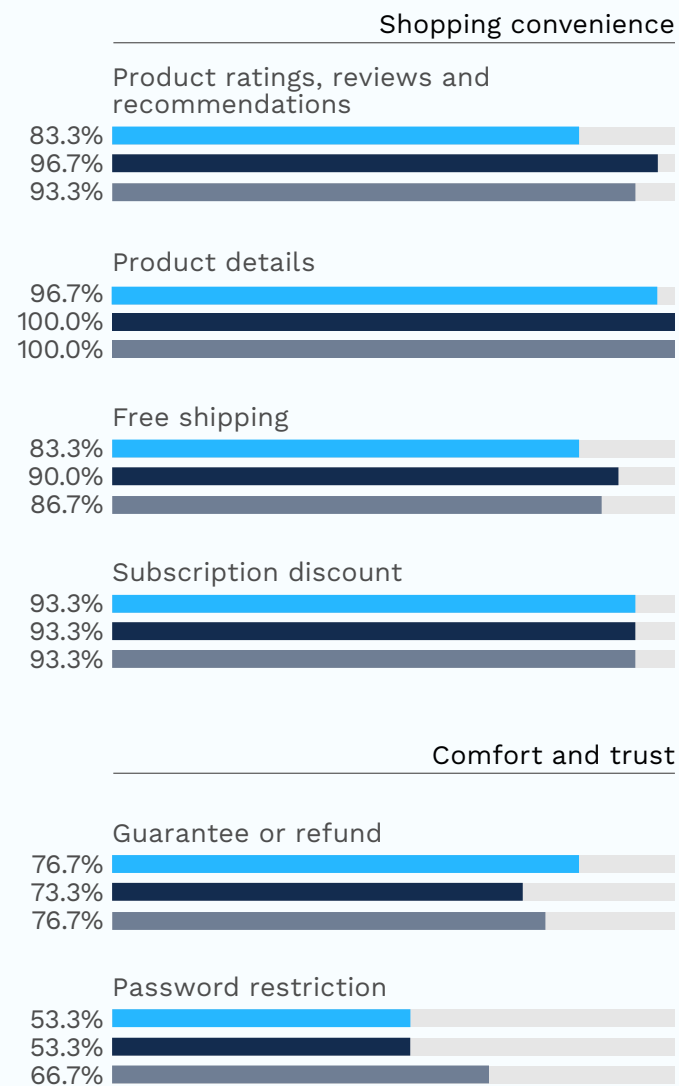 Shopping convenience
Product ratings, reviews and
recommendations
83.3%
96.7%
93.3%
Product details
96.7%
100.0%
100.0%
Free shipping
83.3%
90.0%
86.7%
Subscription discount
93.3%
93.3%
93.3%
Comfort and trust
Guarantee or refund
76.7%
73.3%
76.7%
Password restriction
53.3%
53.3%
66.7%